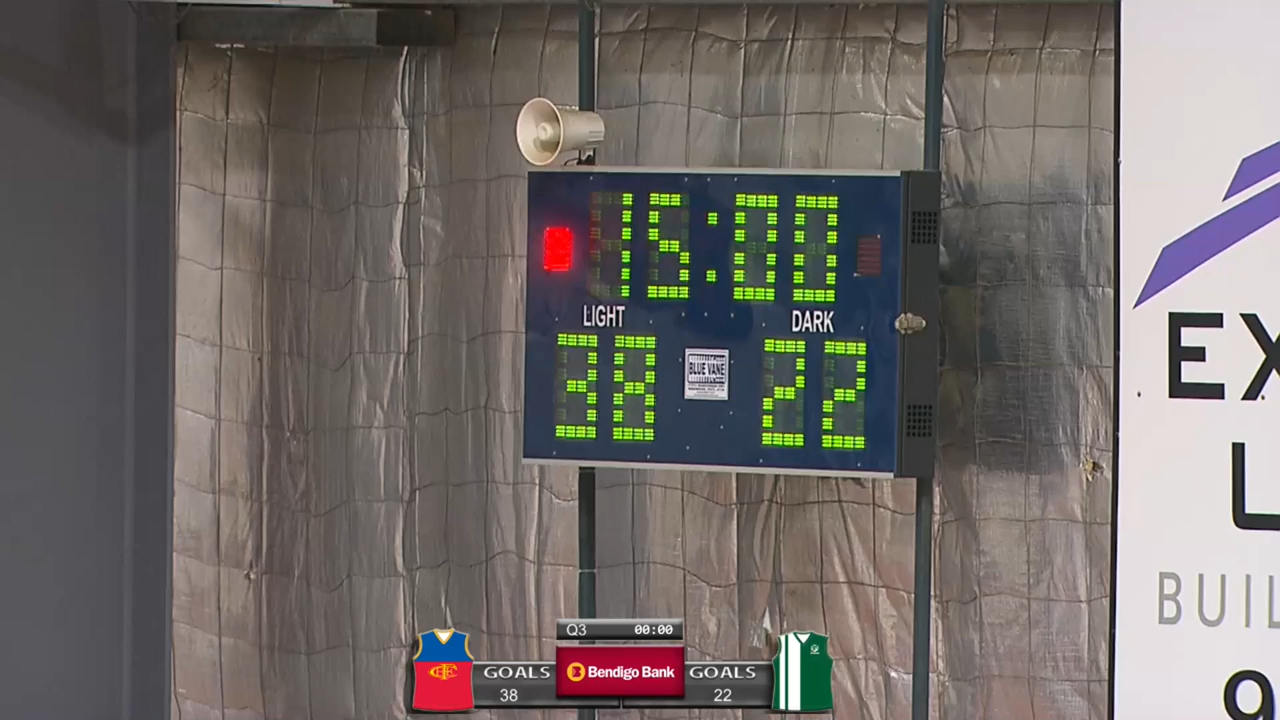 15:00
LIGHT DARK
38 22
BLUE VANE
EX
L
BUIL
9
Q3 00:00
GOALS Bendigo Bank GOALS
38 22